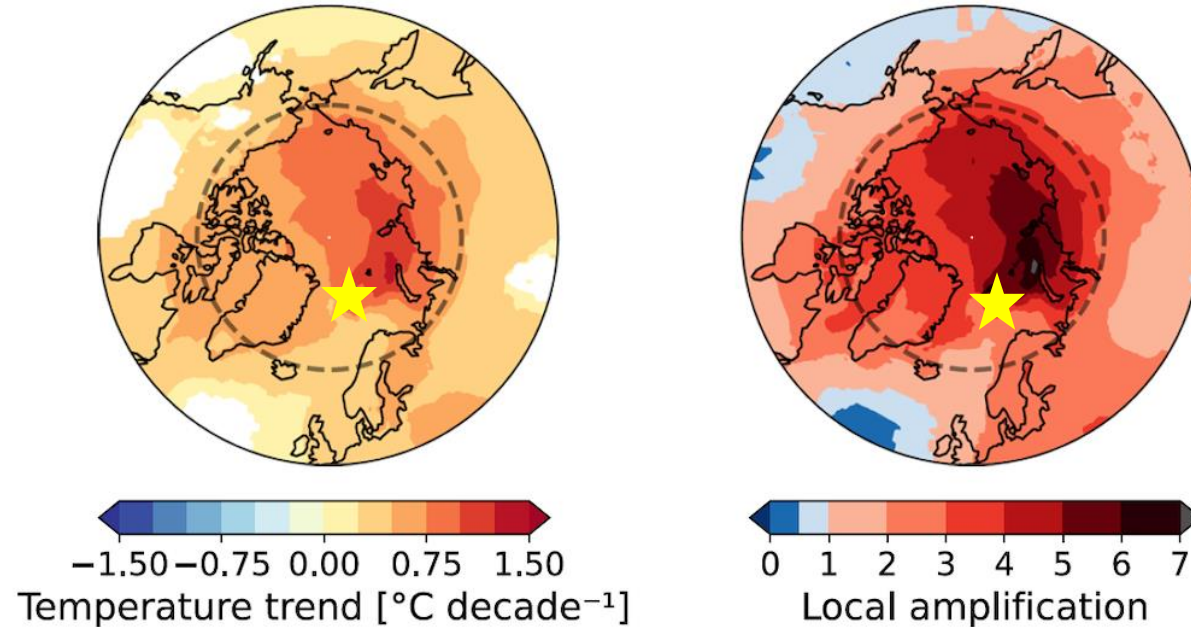 −1.50 −0.75 0.00 0.75 1.50
Temperature trend [°C decade⁻¹]
0 1 2 3 4 5 6 7
Local amplification